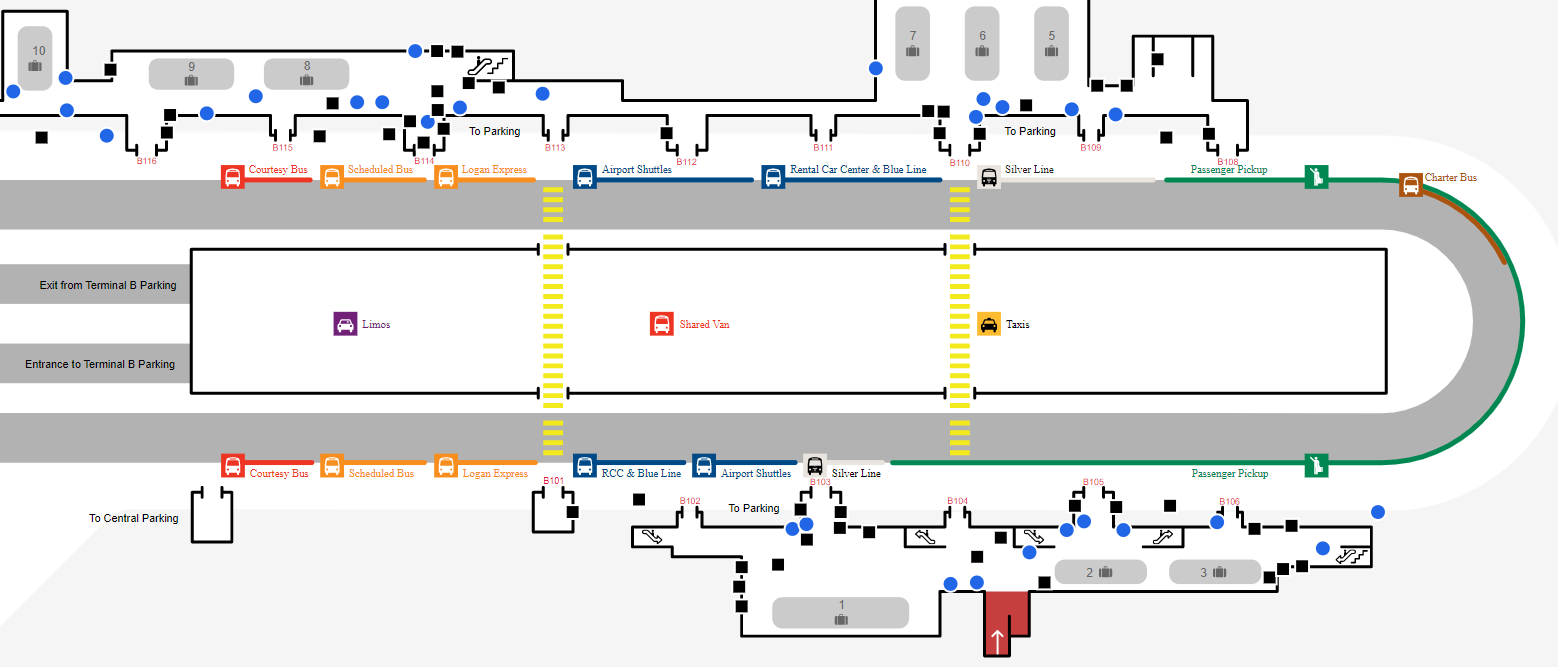 7
6
5
10
9
8
To Parking
To Parking
B116
B115
B114
B113
B112
B111
B110
B109
B108
Courtesy Bus
Scheduled Bus
Logan Express
Airport Shuttles
Rental Car Center & Blue Line
Silver Line
Passenger Pickup
Charter Bus
Exit from Terminal B Parking
Limos
Shared Van
Taxis
Entrance to Terminal B Parking
Courtesy Bus
Scheduled Bus
Logan Express
RCC & Blue Line
Airport Shuttles
Silver Line
Passenger Pickup
B101
B102
B103
B104
B105
B106
To Central Parking
To Parking
2
3
1